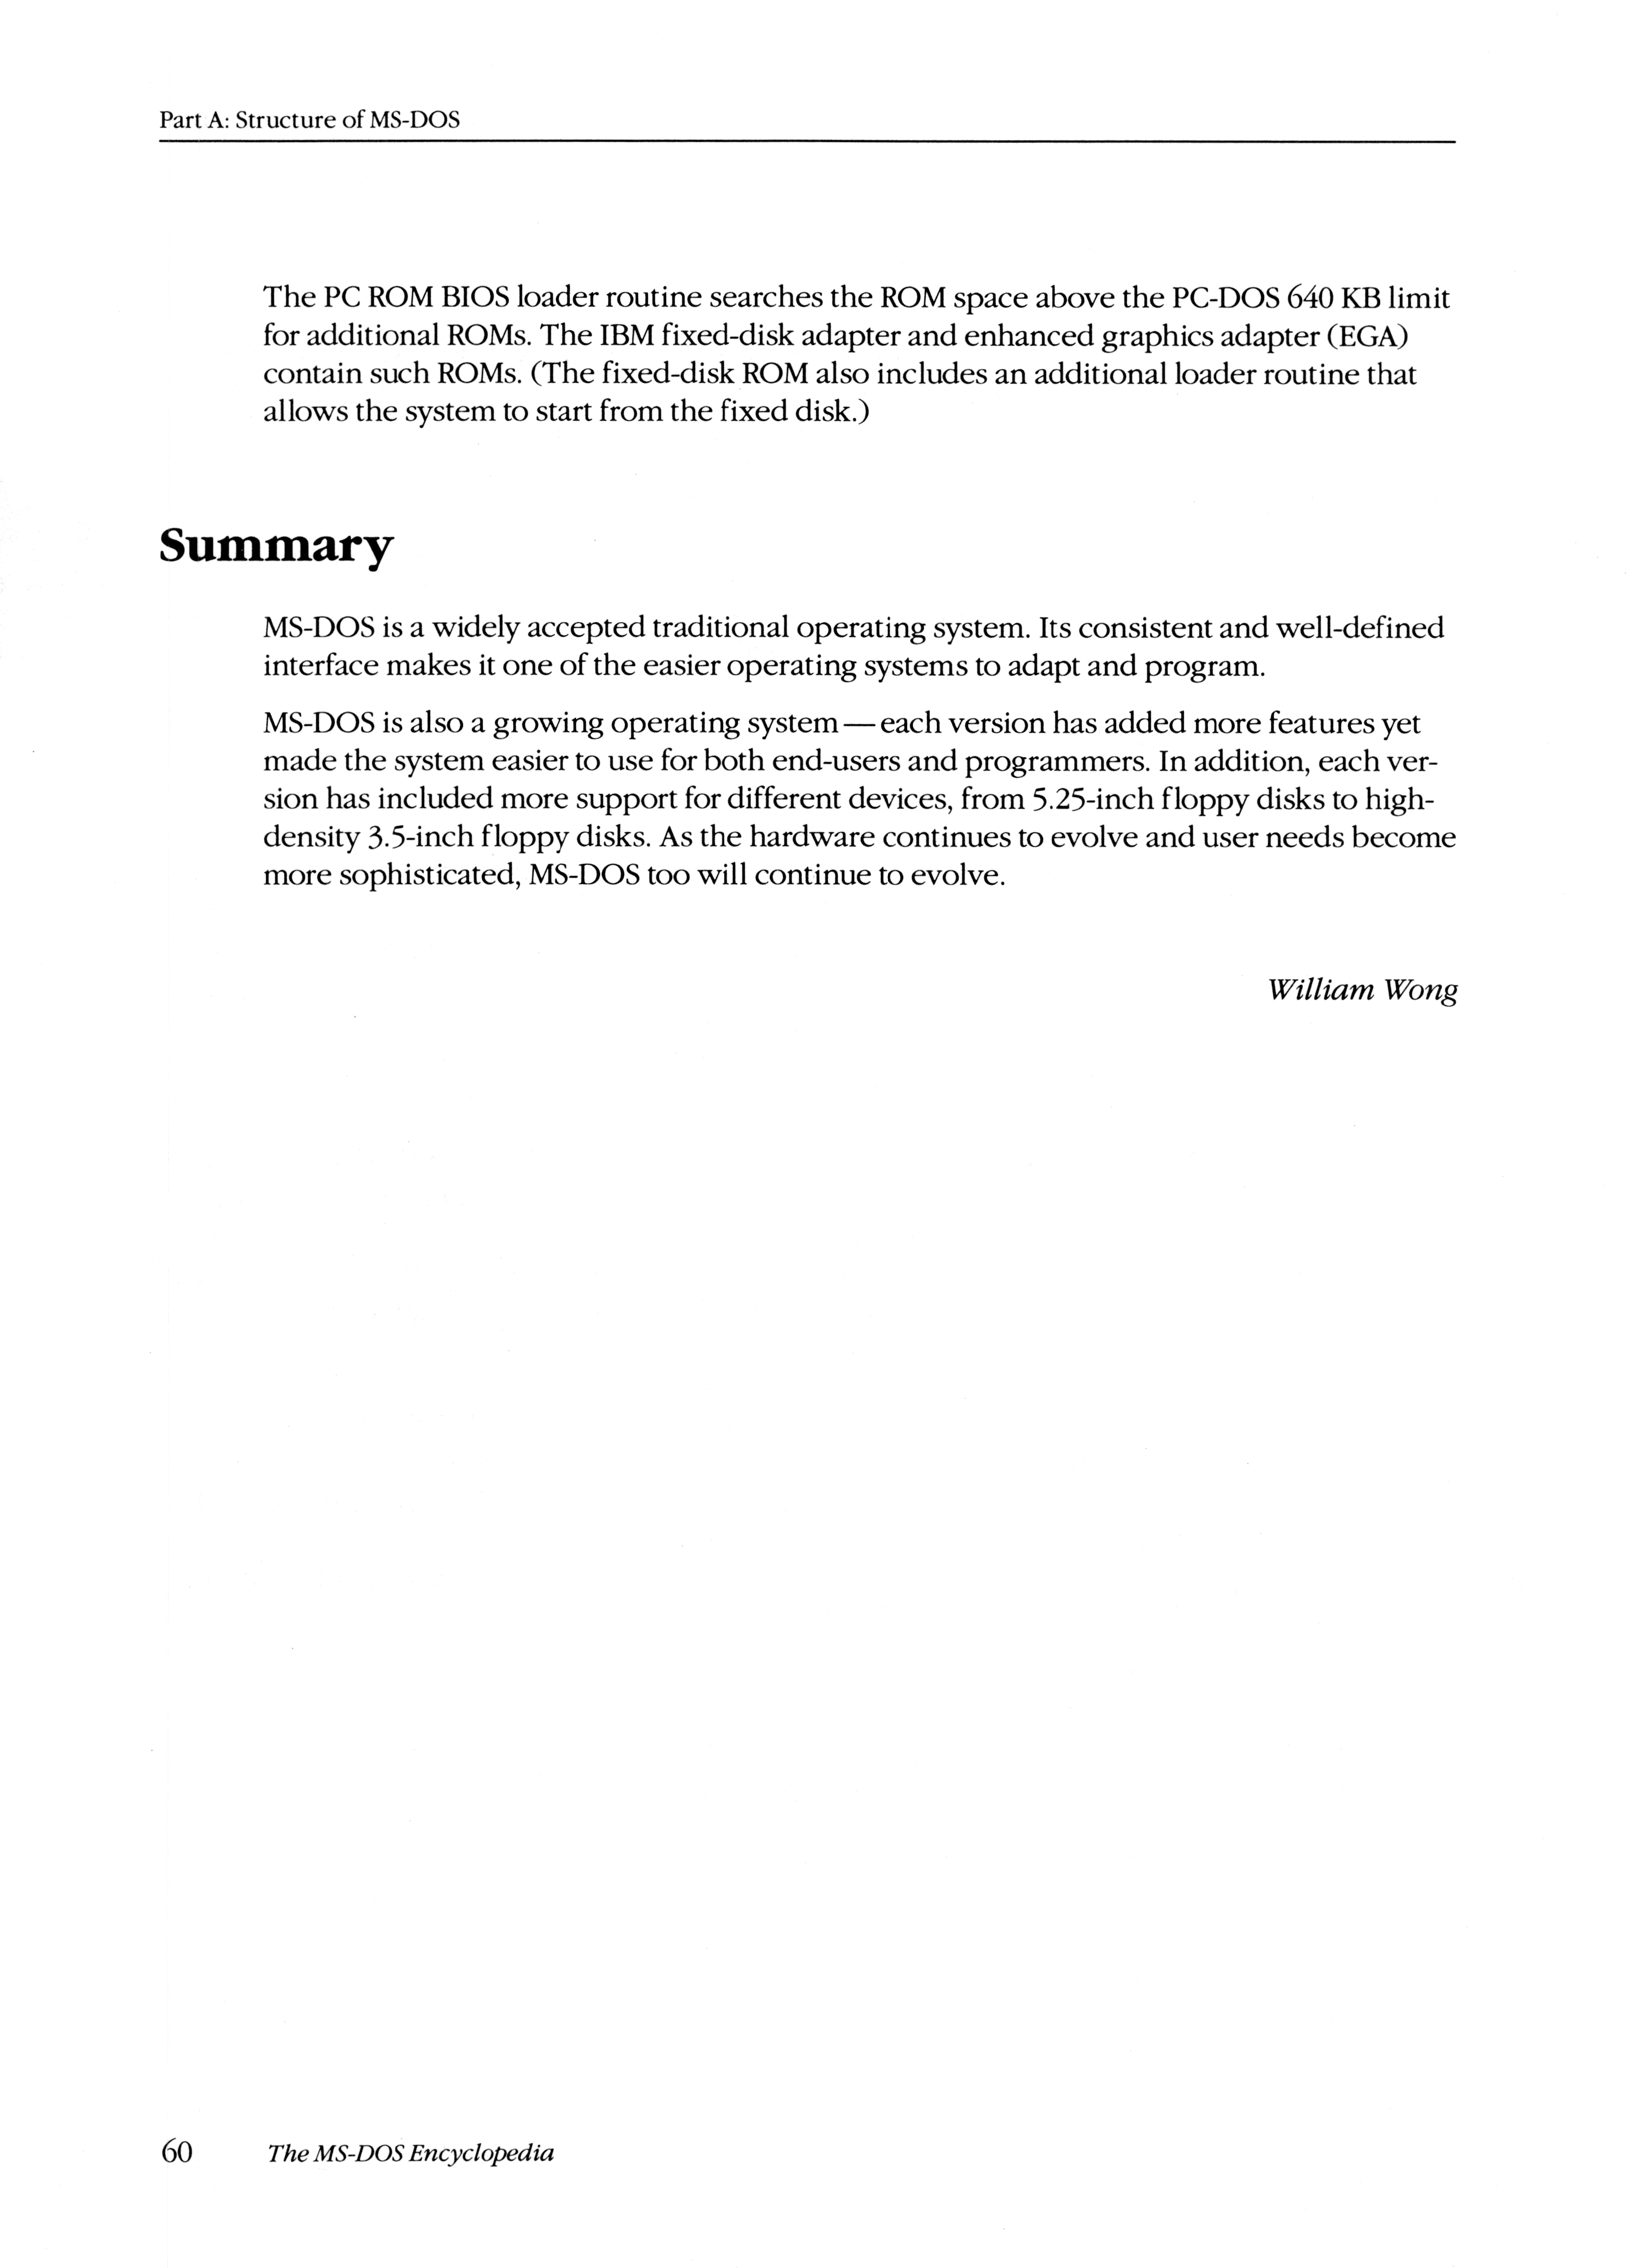 Part A: Structure of MS-DOS
The PC ROM BIOS loader routine searches the ROM space above the PC-DOS 640 KB limit
for additional ROMs. The IBM fixed-disk adapter and enhanced graphics adapter (EGA)
contain such ROMs. (The fixed-disk ROM also includes an additional loader routine that
allows the system to start from the fixed disk.)
Summary
MS-DOS is a widely accepted traditional operating system. Its consistent and well-defined
interface makes it one of the easier operating systems to adapt and program.
MS-DOS is also a growing operating system — each version has added more features yet
made the system easier to use for both end-users and programmers. In addition, each ver-
sion has included more support for different devices, from 5.25-inch floppy disks to high-
density 3.5-inch floppy disks. As the hardware continues to evolve and user needs become
more sophisticated, MS-DOS too will continue to evolve.
William Wong
60 The MS-DOS Encyclopedia